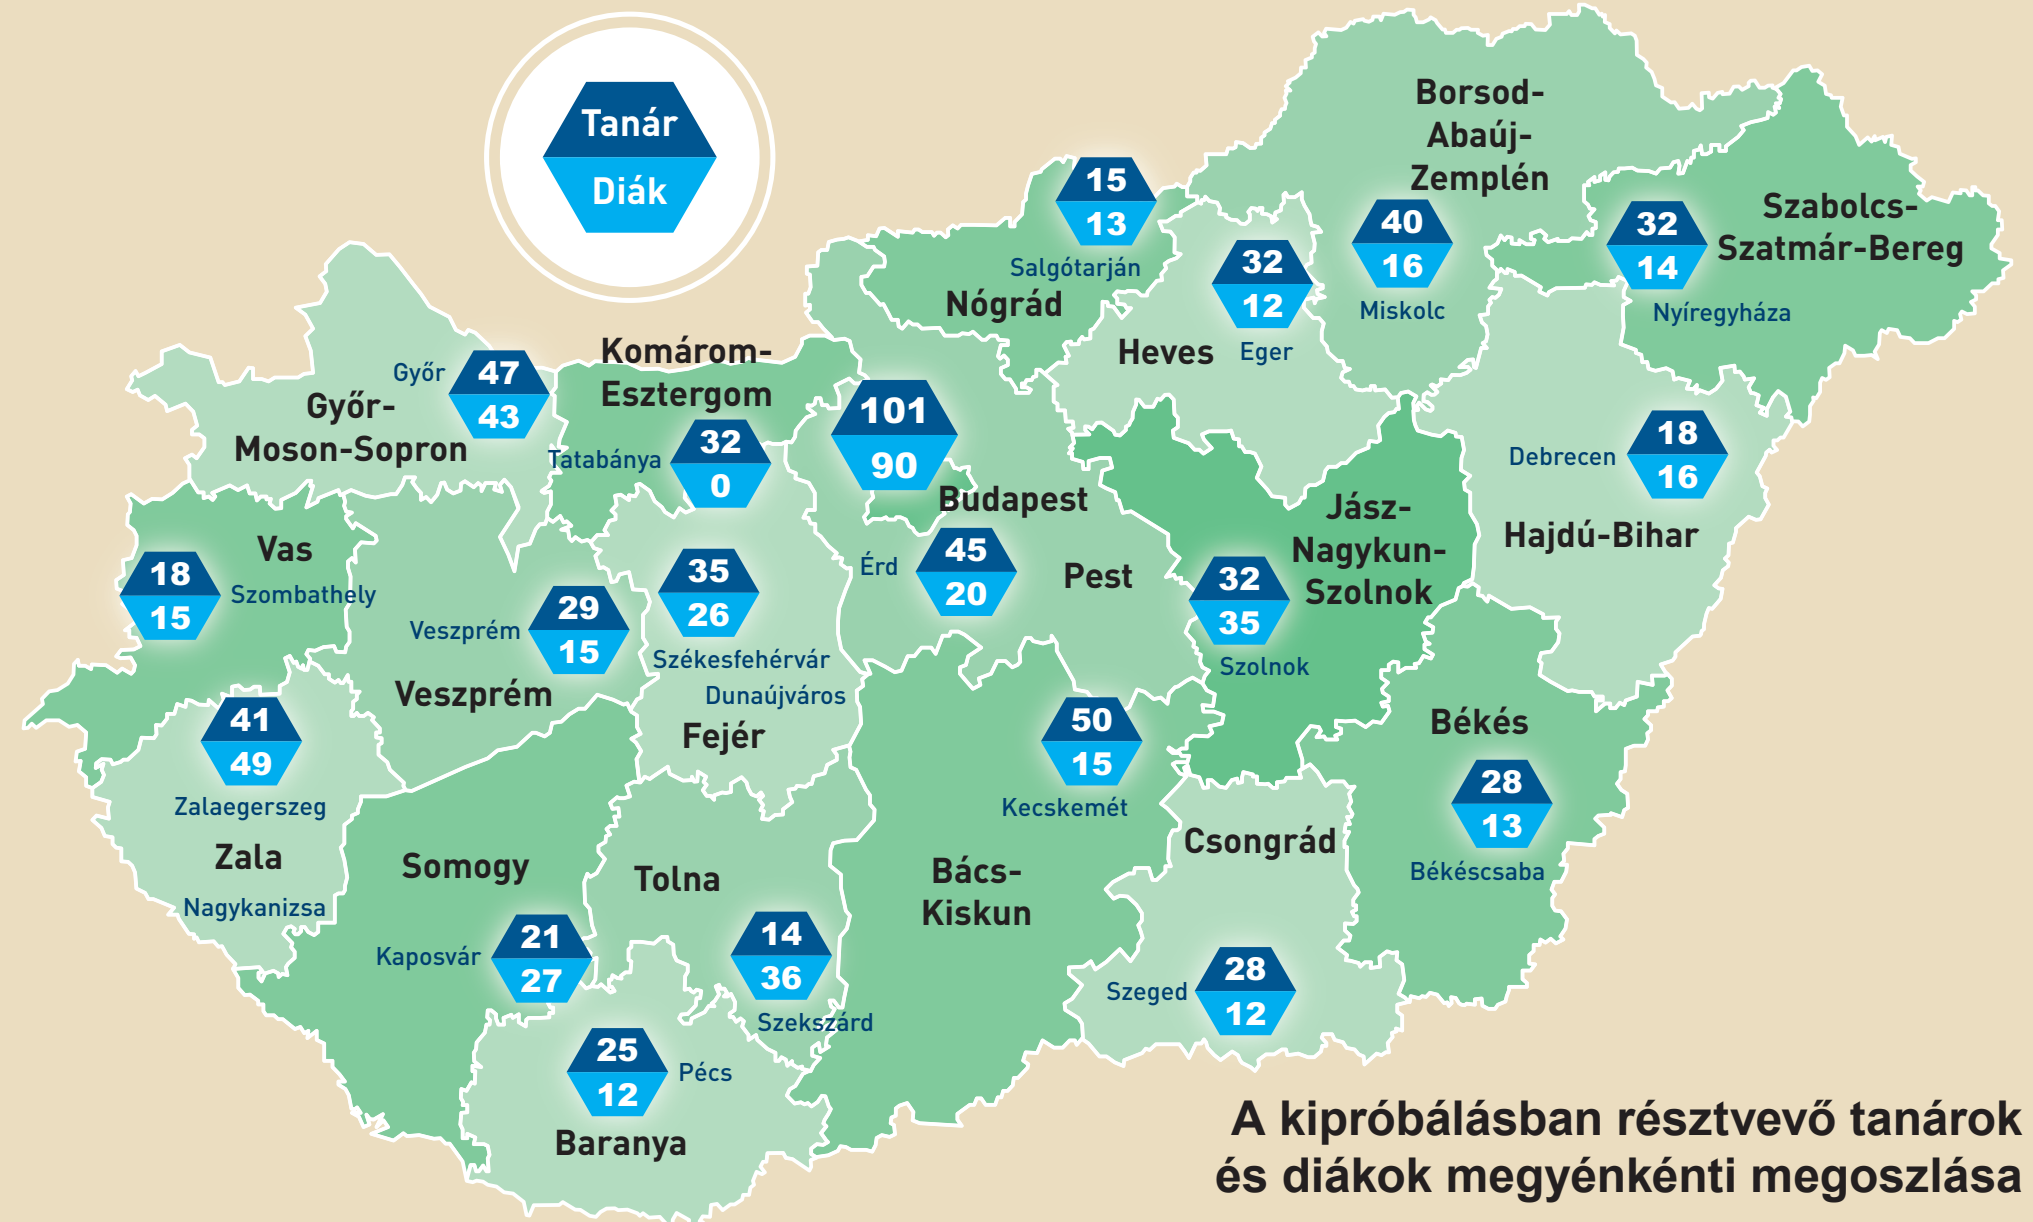 Tanár
Diák
Borsod-
Abaúj-
Zemplén
40
16
Miskolc
Szabolcs-
Szatmár-Bereg
32
14
Nyíregyháza
15
13
Salgótarján
Nógrád
32
12
Heves
Eger
Győr
47
43
Győr-
Moson-Sopron
Komárom-
Esztergom
Tatabánya
32
0
101
90
Budapest
Érd
45
20
Pest
Jász-
Nagykun-
Szolnok
32
35
Szolnok
Debrecen
18
16
Hajdú-Bihar
Vas
18
15
Szombathely
Veszprém
29
15
Veszprém
35
26
Székesfehérvár
Dunaújváros
Fejér
41
49
Zalaegerszeg
Zala
Nagykanizsa
50
15
Kecskemét
Bács-
Kiskun
Békés
28
13
Békéscsaba
Csongrád
Szeged
28
12
Somogy
Kaposvár
21
27
Tolna
14
36
Szekszárd
25
12
Pécs
Baranya
A kipróbálásban résztvevő tanárok
és diákok megyénkénti megoszlása